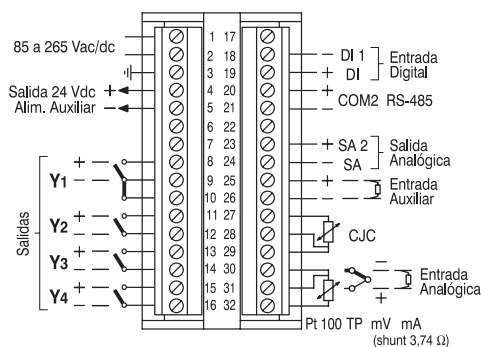 85 a 265 Vac/dc
Salida 24 Vdc +
Alim. Auxiliar −
Salidas
+
Y1
−
+
Y2
−
+
Y3
−
+
Y4
−
1 17
2 18
3 19
4 20
5 21
6 22
7 23
8 24
9 25
10 26
11 27
12 28
13 29
14 30
15 31
16 32
− DI 1
+ DI
Entrada
Digital
+
−
COM2 RS-485
+ SA 2
− SA
Salida
Analógica
+
−
Entrada
Auxiliar
CJC
−
+
Entrada
Analógica
Pt 100 TP mV mA
(shunt 3,74 Ω)